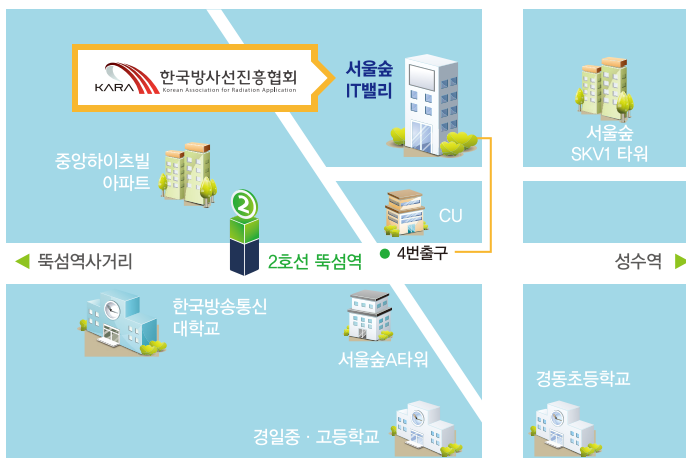 KARA
한국방사선진흥협회
Korean Association for Radiation Application
서울숲
IT밸리
서울숲
SKV1 타워
중앙하이츠빌
아파트
2
CU
뚝섬역사거리
2호선 뚝섬역
4번출구
성수역
한국방송통신
대학교
서울숲A타워
경동초등학교
경일중 · 고등학교